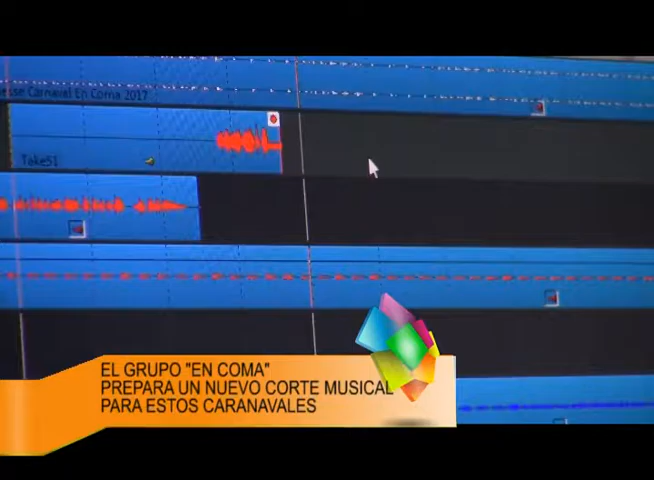 Carnaval En Coma 2017
Take51
EL GRUPO "EN COMA"
PREPARA UN NUEVO CORTE MUSICAL
PARA ESTOS CARANAVALES